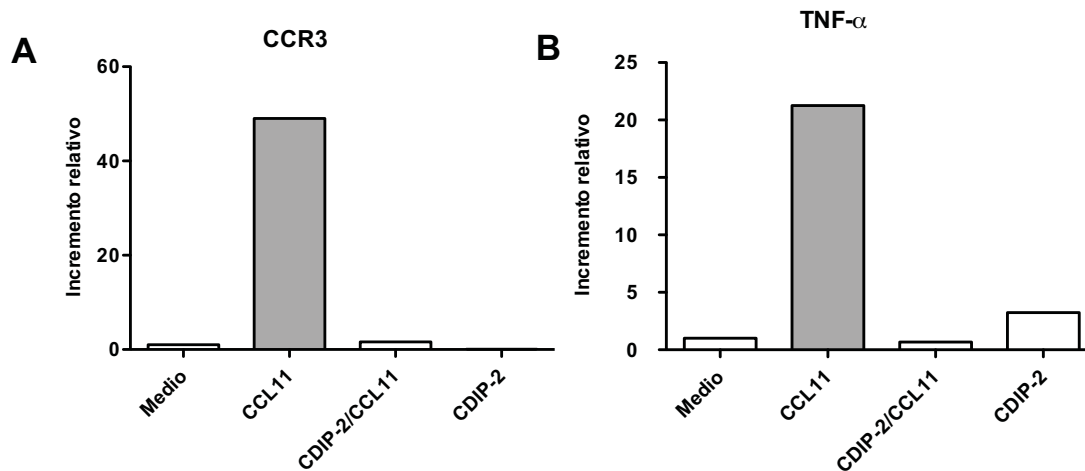 A
CCR3
Incremento relativo
60
40
20
0
Medio
CCL11
CDIP-2/CCL11
CDIP-2
B
TNF-α
Incremento relativo
25
20
15
10
5
0
Medio
CCL11
CDIP-2/CCL11
CDIP-2